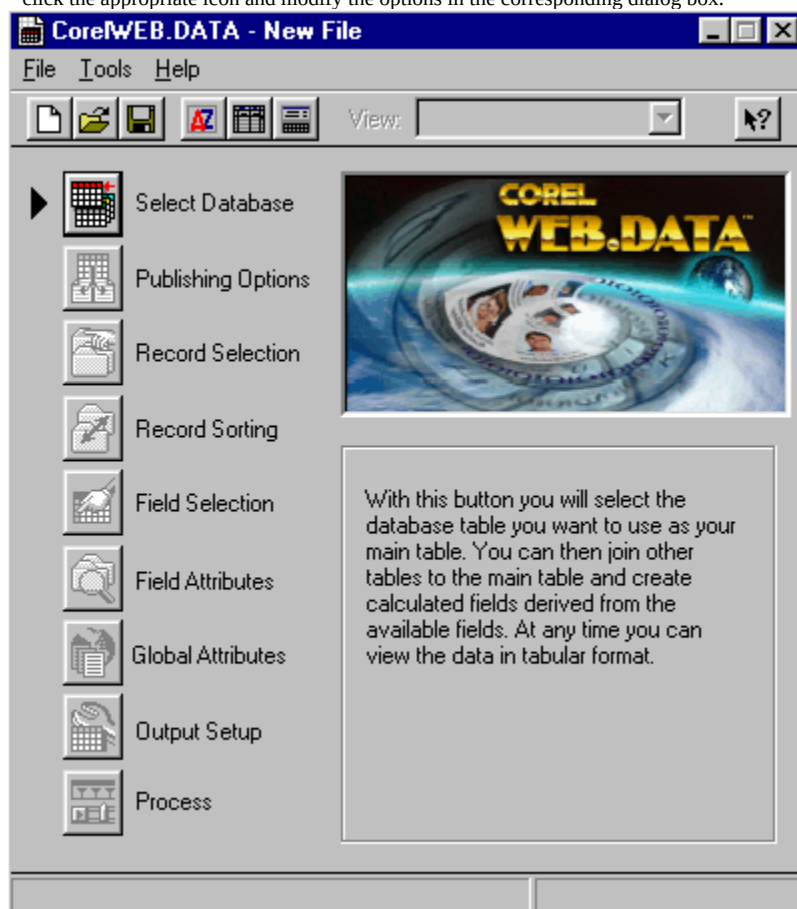 click the appropriate icon and modify the options in the corresponding dialog box.
CorelWEB.DATA - New File
File Tools Help
AZ View: ?
Select Database
COREL
WEB.DATA™
Publishing Options
Record Selection
Record Sorting
Field Selection
Field Attributes
Global Attributes
Output Setup
Process
With this button you will select the
database table you want to use as your
main table. You can then join other
tables to the main table and create
calculated fields derived from the
available fields. At any time you can
view the data in tabular format.